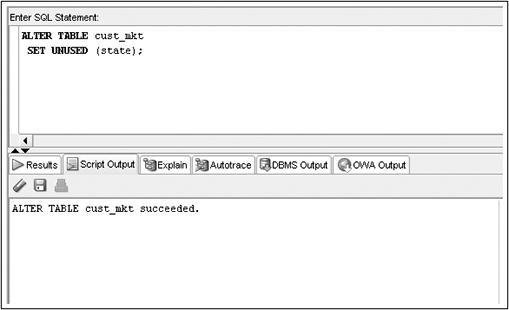 Enter SQL Statement:
ALTER TABLE cust_mkt
SET UNUSED (state);
Results Script Output Explain Autotrace DBMS Output OWA Output
ALTER TABLE cust_mkt succeeded.